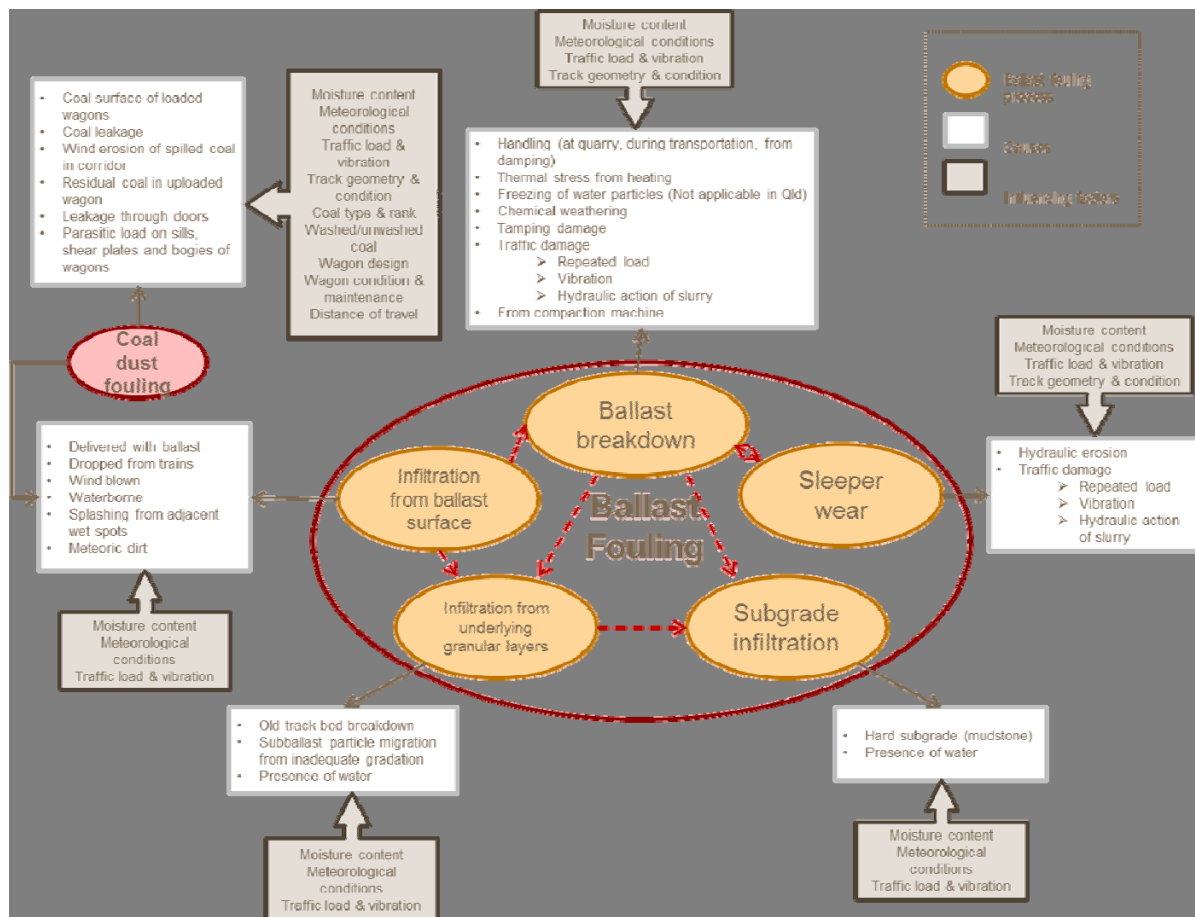 Moisture content
Meteorological conditions
Traffic load & vibration
Track geometry & condition
• Coal surface of loaded
wagons
• Coal leakage
• Wind erosion of spilled coal
in corridor
• Residual coal in uploaded
wagon
• Leakage through doors
• Parasitic load on sills,
shear plates and bogies of
wagons
Moisture content
Meteorological
conditions
Traffic load &
vibration
Track geometry &
condition
Coal type & rank
Washed/unwashed
coal
Wagon design
Wagon condition &
maintenance
Distance of travel
• Handling (at quarry, during transportation, from
damping)
• Thermal stress from heating
• Freezing of water particles (Not applicable in Qld)
• Chemical weathering
• Tamping damage
• Traffic damage
➢ Repeated load
➢ Vibration
➢ Hydraulic action of slurry
• From compaction machine
Ballast fouling
process
Causes
Influencing factors
Coal
dust
fouling
Moisture content
Meteorological conditions
Traffic load & vibration
Track geometry & condition
• Delivered with ballast
• Dropped from trains
• Wind blown
• Waterborne
• Splashing from adjacent
wet spots
• Meteoric dirt
Ballast
breakdown
Infiltration
from ballast
surface
Sleeper
wear
Ballast
Fouling
Infiltration from
underlying
granular layers
Subgrade
infiltration
• Hydraulic erosion
• Traffic damage
➢ Repeated load
➢ Vibration
➢ Hydraulic action
of slurry
Moisture content
Meteorological
conditions
Traffic load & vibration
• Old track bed breakdown
• Subballast particle migration
from inadequate gradation
• Presence of water
• Hard subgrade (mudstone)
• Presence of water
Moisture content
Meteorological
conditions
Traffic load & vibration
Moisture content
Meteorological
conditions
Traffic load & vibration